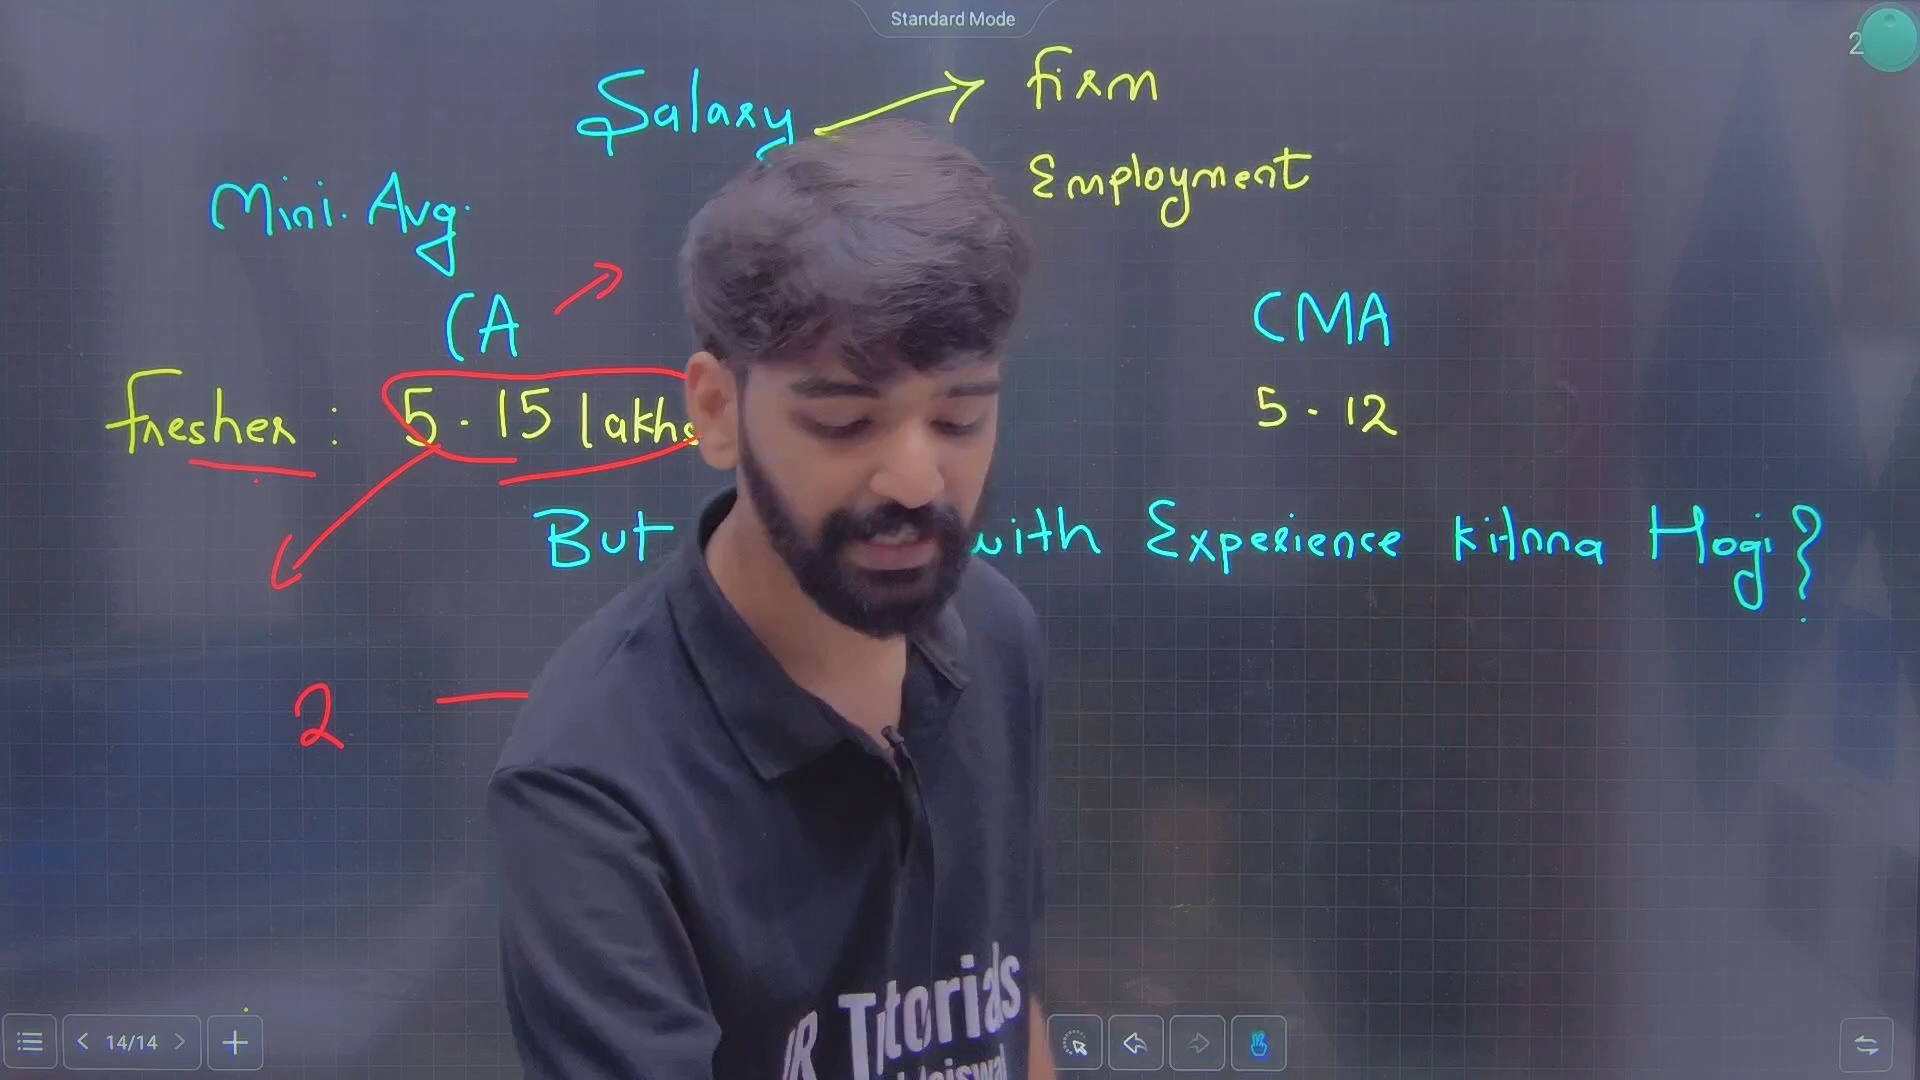 Standard Mode
2
Salary
firm
Employment
Mini. Avg.
CA
CMA
Fresher : 5 - 15 lakhs
5 - 12
But with Experience kitnna Hogi?
2
Tutorials
14/14